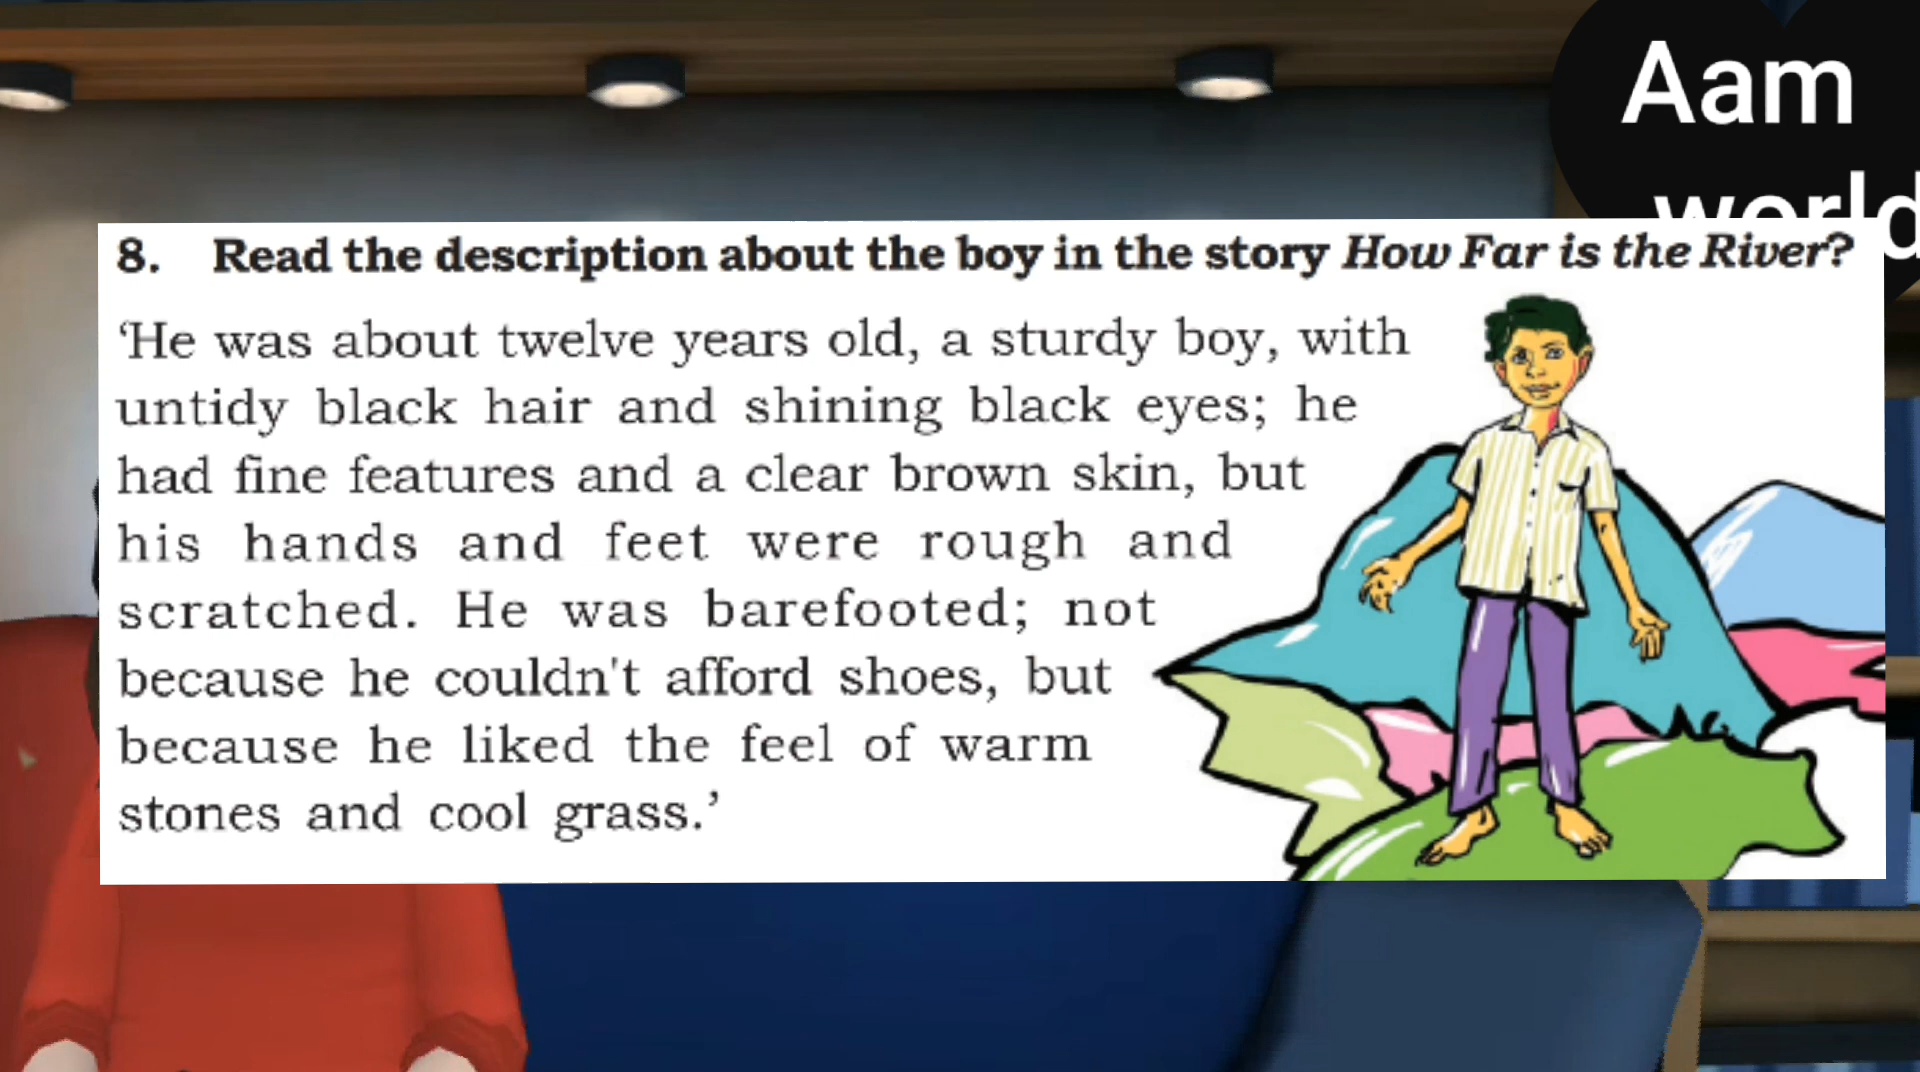 Aam
world
8. Read the description about the boy in the story How Far is the River?
‘He was about twelve years old, a sturdy boy, with
untidy black hair and shining black eyes; he
had fine features and a clear brown skin, but
his hands and feet were rough and
scratched. He was barefooted; not
because he couldn't afford shoes, but
because he liked the feel of warm
stones and cool grass.’